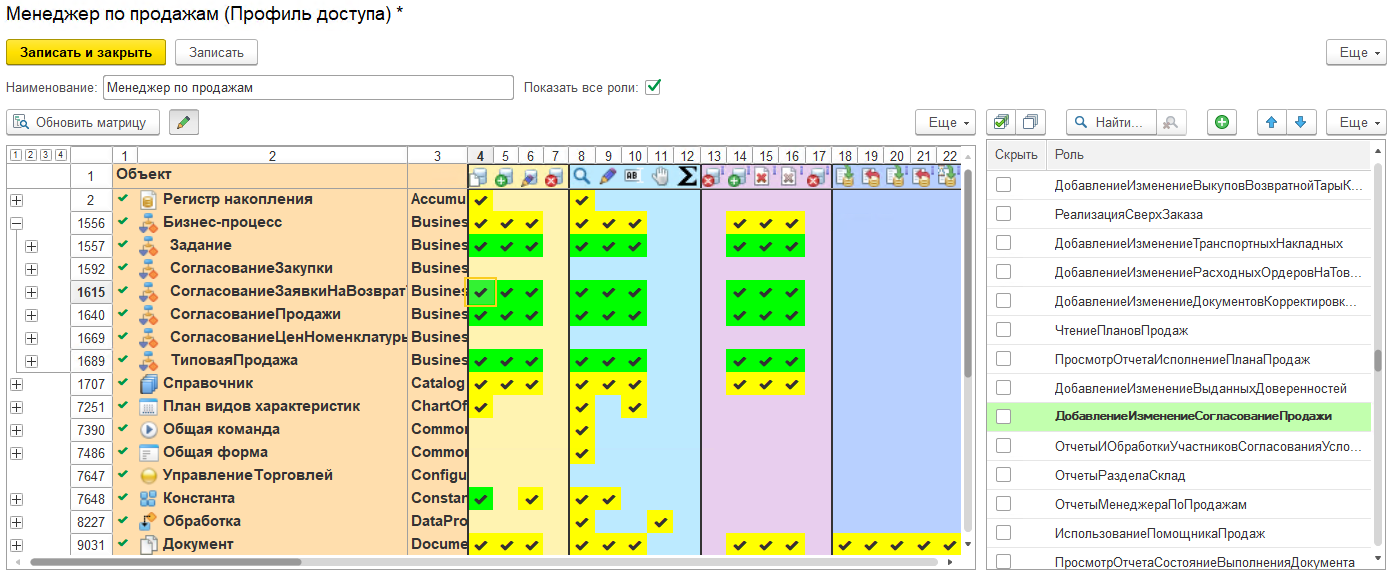 Менеджер по продажам (Профиль доступа) *
Записать и закрыть Записать Еще
Наименование: Менеджер по продажам Показать все роли:
Обновить матрицу Еще Найти... Еще
1 2 3 4 1 2 3 4 5 6 7 8 9 10 11 12 13 14 15 16 17 18 19 20 21 22
1 Объект
2 Регистр накопления Accumu
1556 Бизнес-процесс Busines
1557 Задание Busines
1592 СогласованиеЗакупки Busines
1615 СогласованиеЗаявкиНаВозврат Busines
1640 СогласованиеПродажи Busines
1669 СогласованиеЦенНоменклатуры Busines
1689 ТиповаяПродажа Busines
1707 Справочник Catalog
7251 План видов характеристик ChartOf
7390 Общая команда Commo
7486 Общая форма Commo
7647 УправлениеТорговлей Configu
7648 Константа Constan
8227 Обработка DataPro
9031 Документ Docume
Скрыть Роль
ДобавлениеИзменениеВыкуповВозвратнойТарыК...
РеализацияСверхЗаказа
ДобавлениеИзменениеТранспортныхНакладных
ДобавлениеИзменениеРасходныхОрдеровНаТов...
ДобавлениеИзменениеДокументовКорректировк...
ЧтениеПлановПродаж
ПросмотрОтчетаИсполнениеПланаПродаж
ДобавлениеИзменениеВыданныхДоверенностей
ДобавлениеИзменениеСогласованиеПродажи
ОтчетыИОбработкиУчастниковСогласованияУсло...
ОтчетыРазделаСклад
ОтчетыМенеджераПоПродажам
ИспользованиеПомощникаПродаж
ПросмотрОтчетаСостояниеВыполненияДокумента